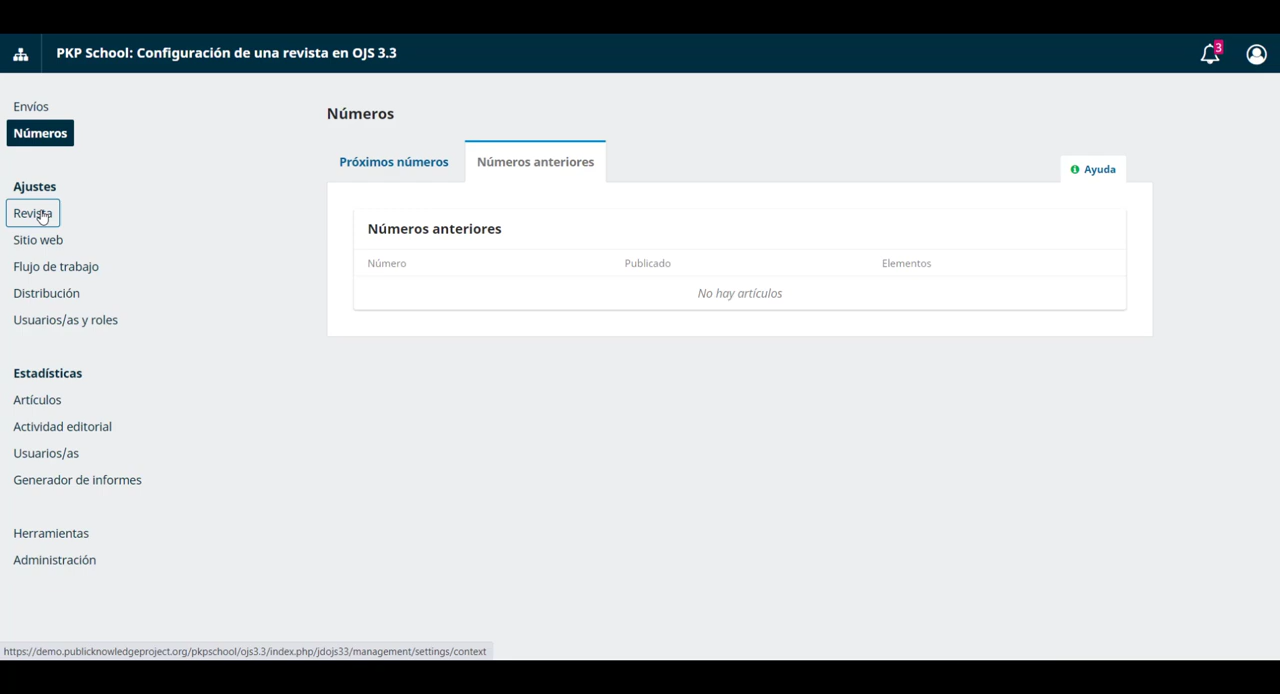 PKP School: Configuración de una revista en OJS 3.3
3
Envíos
Números
Ajustes
Revista
Sitio web
Flujo de trabajo
Distribución
Usuarios/as y roles
Estadísticas
Artículos
Actividad editorial
Usuarios/as
Generador de informes
Herramientas
Administración
Números
Próximos números
Números anteriores
Ayuda
Números anteriores
Número Publicado Elementos
No hay artículos
https://demo.publicknowledgeproject.org/pkpschool/ojs3.3/index.php/jdojs33/management/settings/context